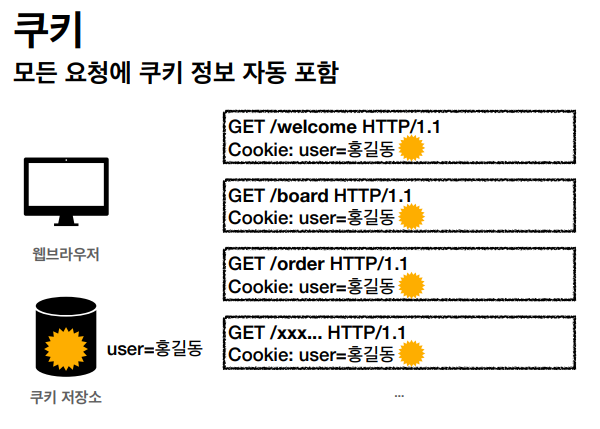 쿠키
모든 요청에 쿠키 정보 자동 포함
GET /welcome HTTP/1.1
Cookie: user=홍길동
GET /board HTTP/1.1
Cookie: user=홍길동
웹브라우저
GET /order HTTP/1.1
Cookie: user=홍길동
GET /xxx... HTTP/1.1
Cookie: user=홍길동
user=홍길동
쿠키 저장소
...